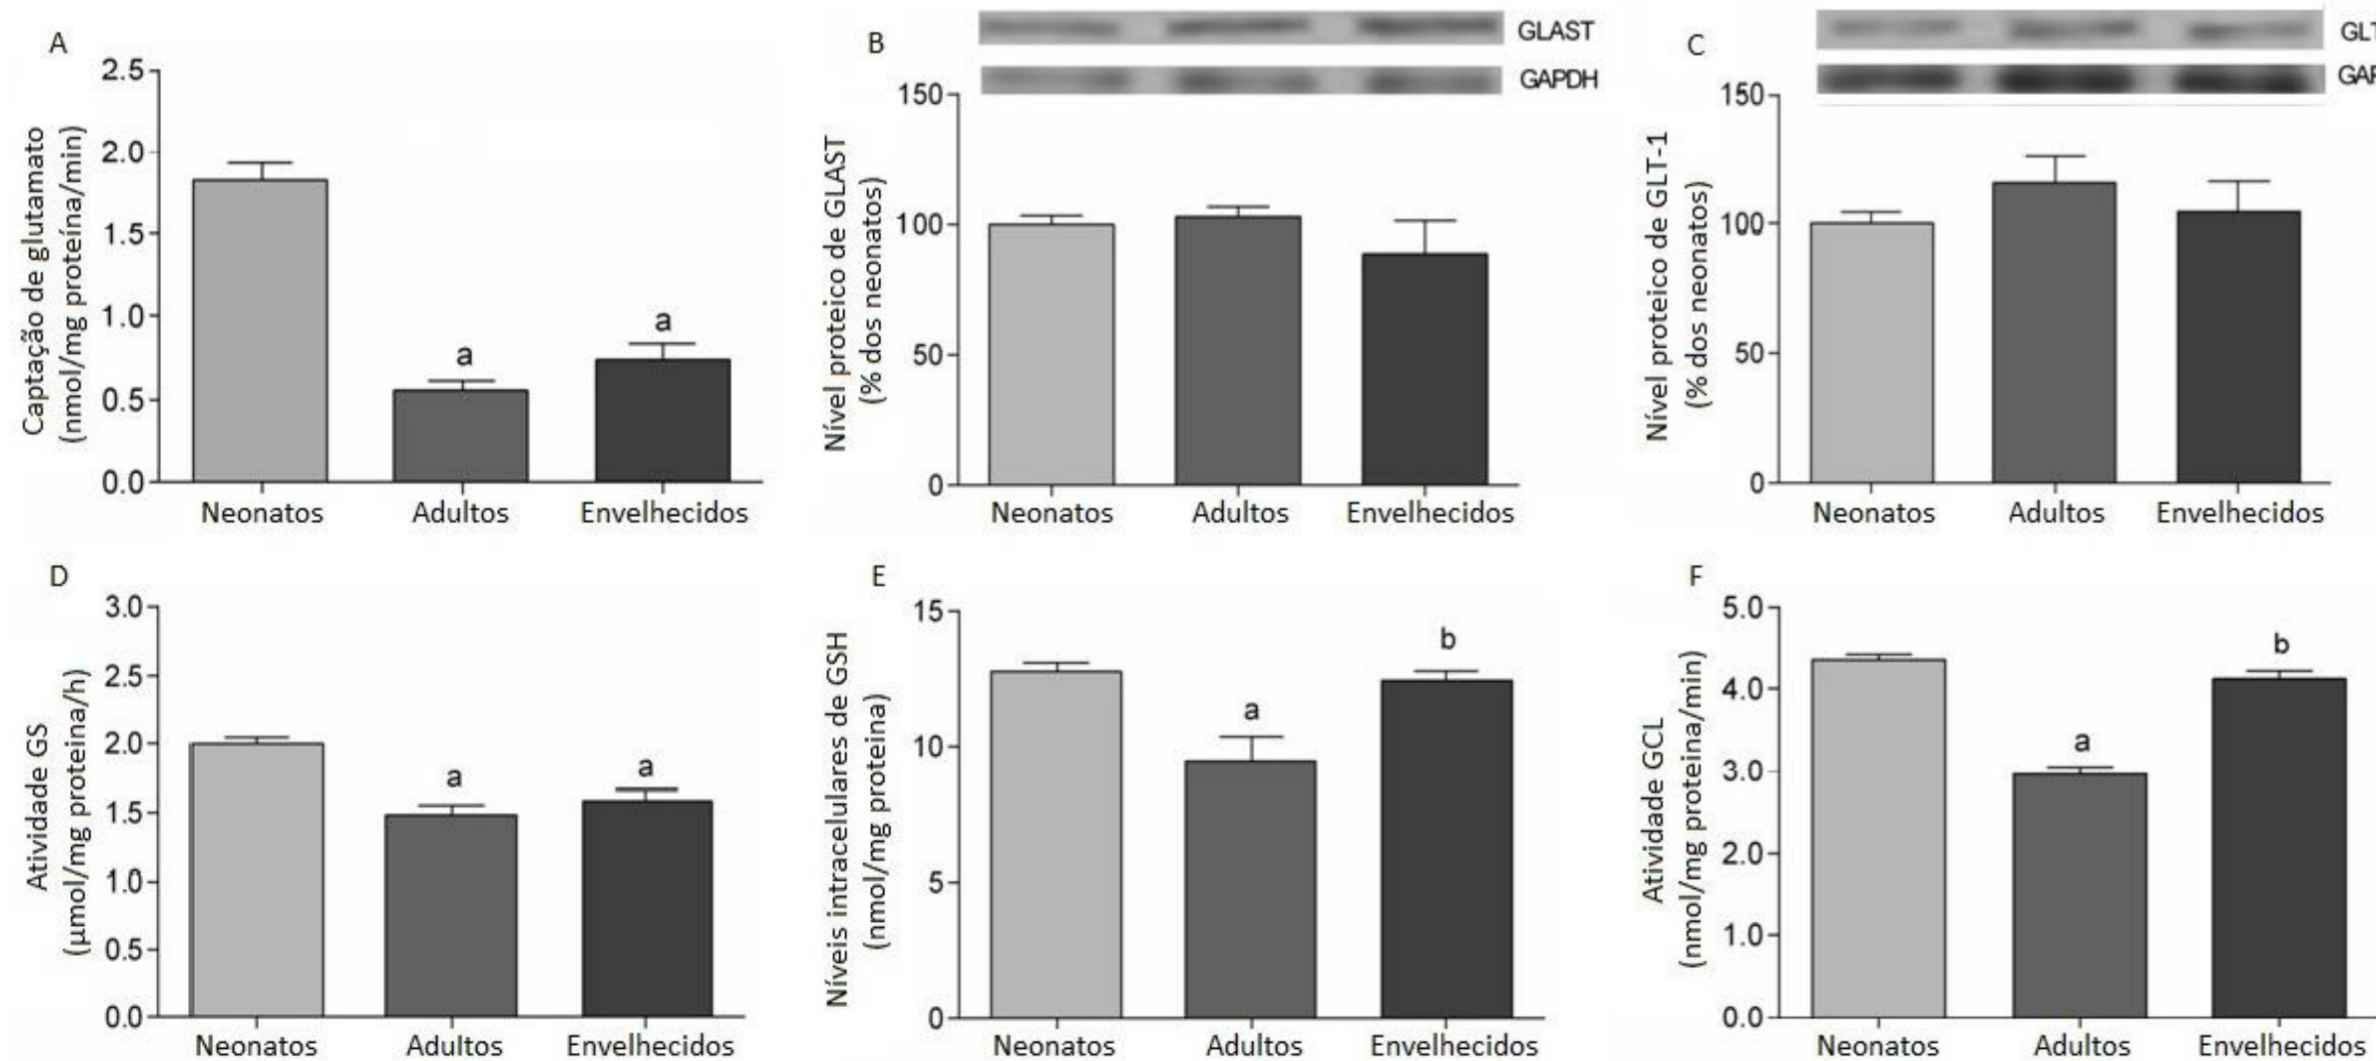 A
Captação de glutamato
(nmol/mg proteína/min)
2.5
2.0
1.5
1.0
0.5
0.0
a
a
Neonatos Adultos Envelhecidos
B
GLAST
GAPDH
Nível proteico de GLAST
(% dos neonatos)
150
100
50
0
Neonatos Adultos Envelhecidos
C
GLT
GAP
Nível proteico de GLT-1
(% dos neonatos)
150
100
50
0
Neonatos Adultos Envelhecidos
D
Atividade GS
(µmol/mg proteina/h)
3.0
2.5
2.0
1.5
1.0
0.5
0.0
a
a
Neonatos Adultos Envelhecidos
E
Níveis intracelulares de GSH
(nmol/mg proteina)
15
10
5
0
a
b
Neonatos Adultos Envelhecidos
F
Atividade GCL
(nmol/mg proteina/min)
5.0
4.0
3.0
2.0
1.0
0.0
a
b
Neonatos Adultos Envelhecidos